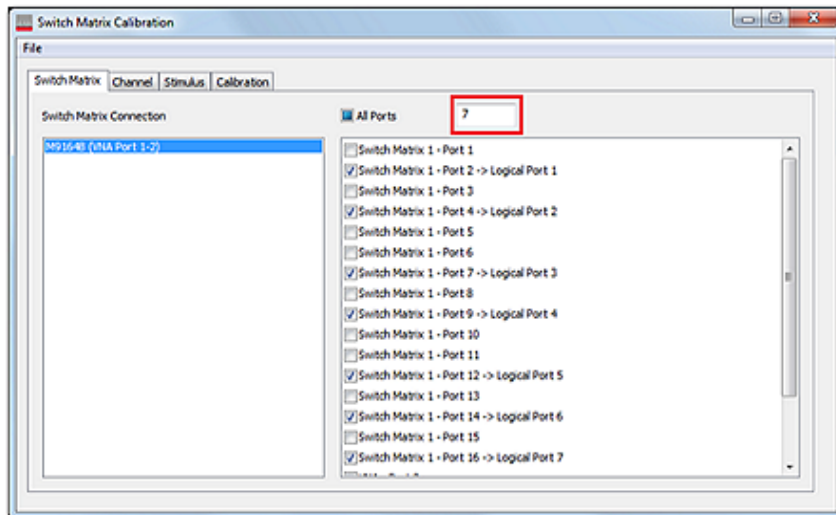 Switch Matrix Calibration
File
Switch Matrix Channel Stimulus Calibration
Switch Matrix Connection
All Ports 7
M9164B (VNA Port 1-2)
Switch Matrix 1 - Port 1
Switch Matrix 1 - Port 2 -> Logical Port 1
Switch Matrix 1 - Port 3
Switch Matrix 1 - Port 4 -> Logical Port 2
Switch Matrix 1 - Port 5
Switch Matrix 1 - Port 6
Switch Matrix 1 - Port 7 -> Logical Port 3
Switch Matrix 1 - Port 8
Switch Matrix 1 - Port 9 -> Logical Port 4
Switch Matrix 1 - Port 10
Switch Matrix 1 - Port 11
Switch Matrix 1 - Port 12 -> Logical Port 5
Switch Matrix 1 - Port 13
Switch Matrix 1 - Port 14 -> Logical Port 6
Switch Matrix 1 - Port 15
Switch Matrix 1 - Port 16 -> Logical Port 7